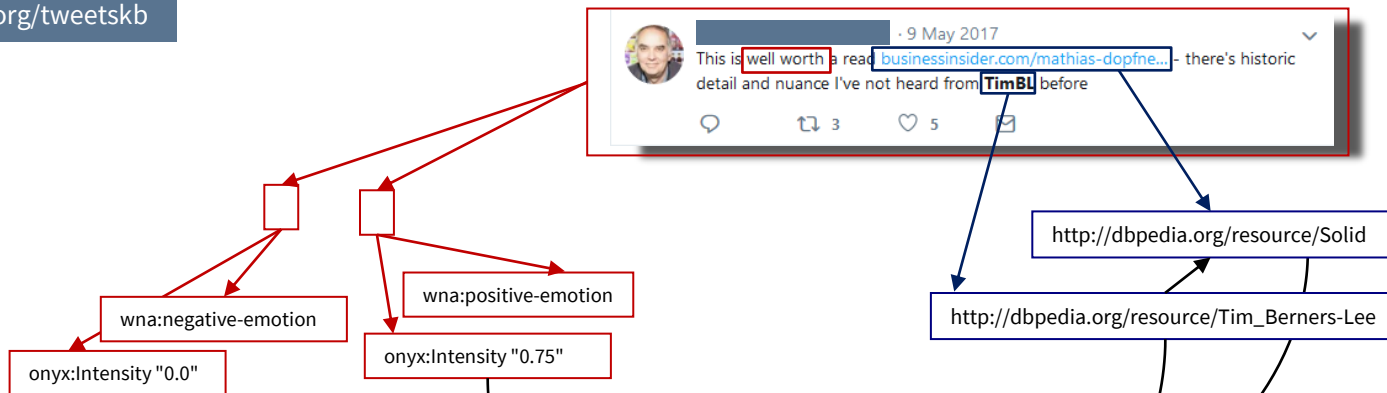 org/tweetskb
· 9 May 2017
This is well worth a read businessinsider.com/mathias-dopfne... - there's historic
detail and nuance I've not heard from TimBL before
3
5
http://dbpedia.org/resource/Solid
wna:positive-emotion
wna:negative-emotion
http://dbpedia.org/resource/Tim_Berners-Lee
onyx:Intensity "0.75"
onyx:Intensity "0.0"